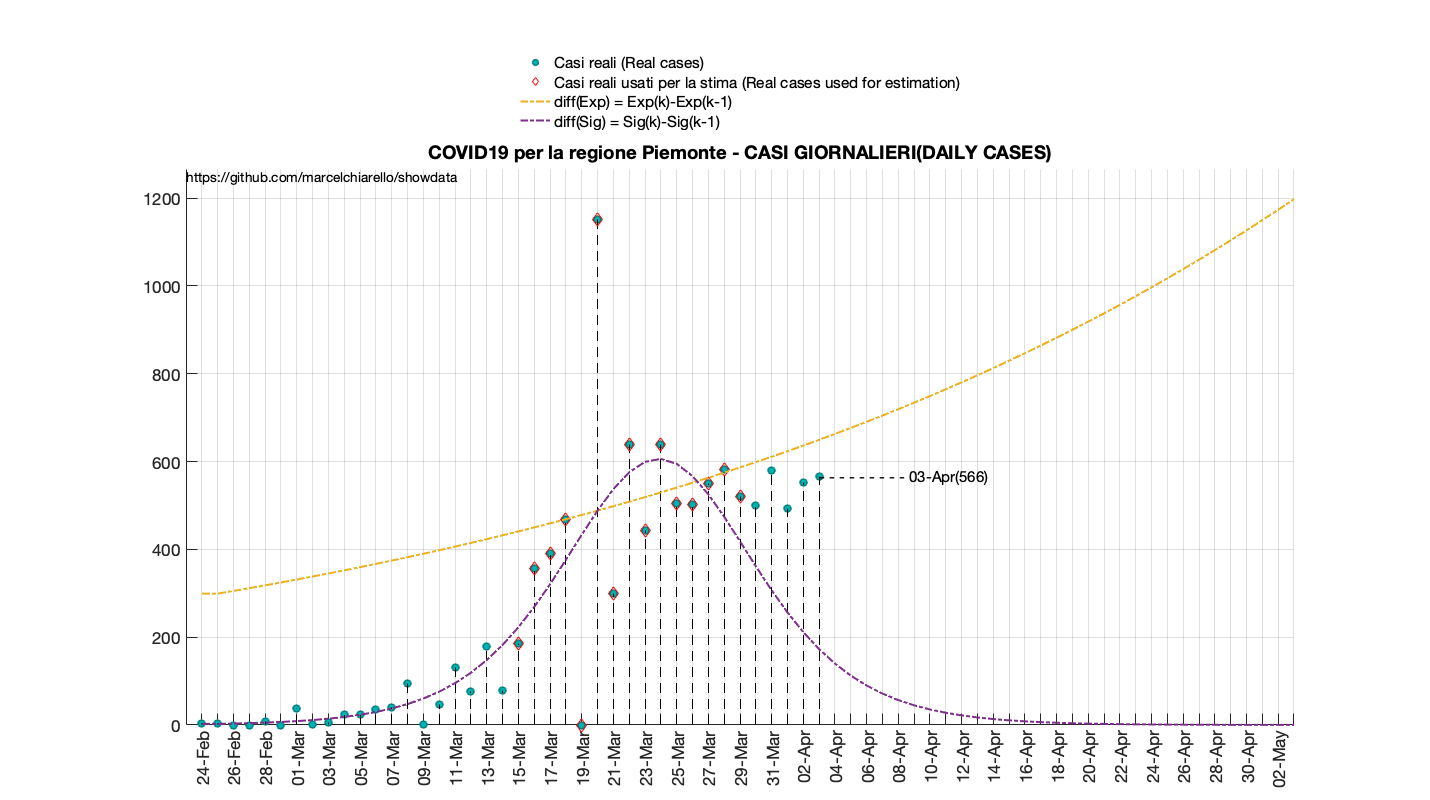 Casi reali (Real cases)
Casi reali usati per la stima (Real cases used for estimation)
diff(Exp) = Exp(k)-Exp(k-1)
diff(Sig) = Sig(k)-Sig(k-1)
COVID19 per la regione Piemonte - CASI GIORNALIERI(DAILY CASES)
https://github.com/marcelchiarello/showdata
1200
1000
800
600
400
200
0
03-Apr(566)
24-Feb
26-Feb
28-Feb
01-Mar
03-Mar
05-Mar
07-Mar
09-Mar
11-Mar
13-Mar
15-Mar
17-Mar
19-Mar
21-Mar
23-Mar
25-Mar
27-Mar
29-Mar
31-Mar
02-Apr
04-Apr
06-Apr
08-Apr
10-Apr
12-Apr
14-Apr
16-Apr
18-Apr
20-Apr
22-Apr
24-Apr
26-Apr
28-Apr
30-Apr
02-May